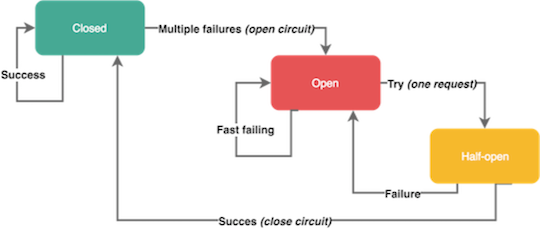 Closed
Multiple failures (open circuit)
Success
Open
Try (one request)
Fast failing
Half-open
Failure
Succes (close circuit)